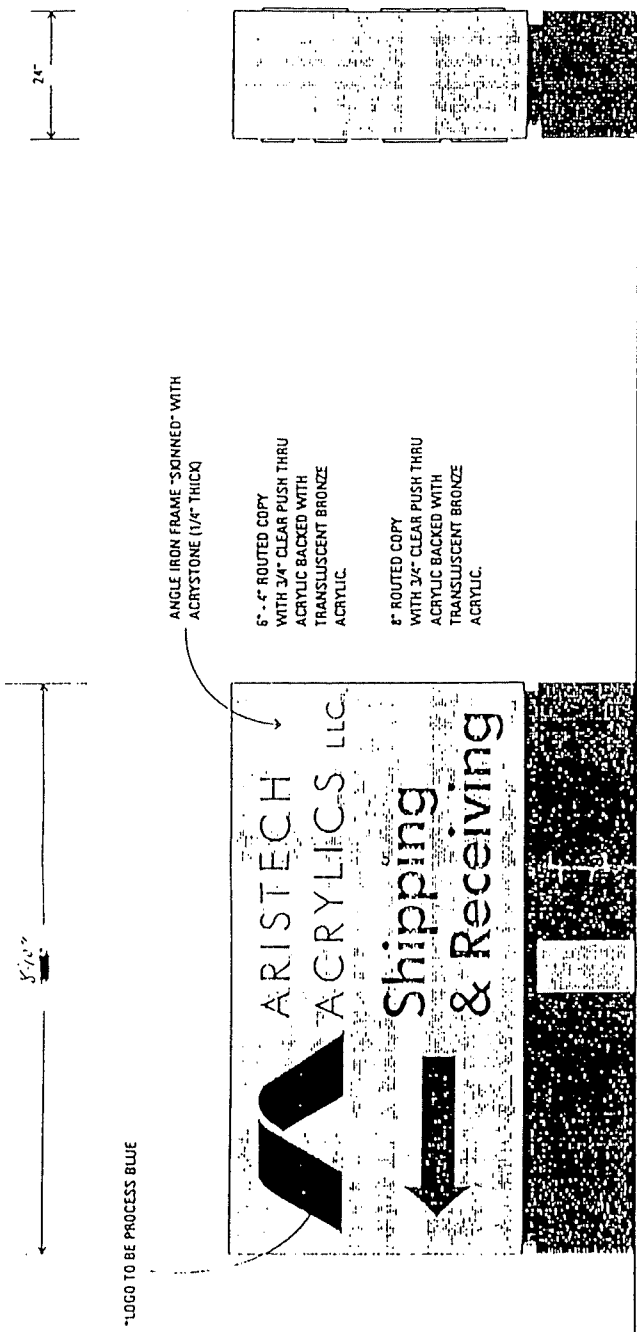 24"
ANGLE IRON FRAME "SKINNED" WITH
ACRYSTONE (1/4" THICK)
6" - 4" ROUTED COPY
WITH 3/4" CLEAR PUSH THRU
ACRYLIC BACKED WITH
TRANSLUSCENT BRONZE
ACRYLIC.
8" ROUTED COPY
WITH 3/4" CLEAR PUSH THRU
ACRYLIC BACKED WITH
TRANSLUSCENT BRONZE
ACRYLIC.
*LOGO TO BE PROCESS BLUE
ARISTECH
ACRYLICS LLC.
Shipping
& Receiving